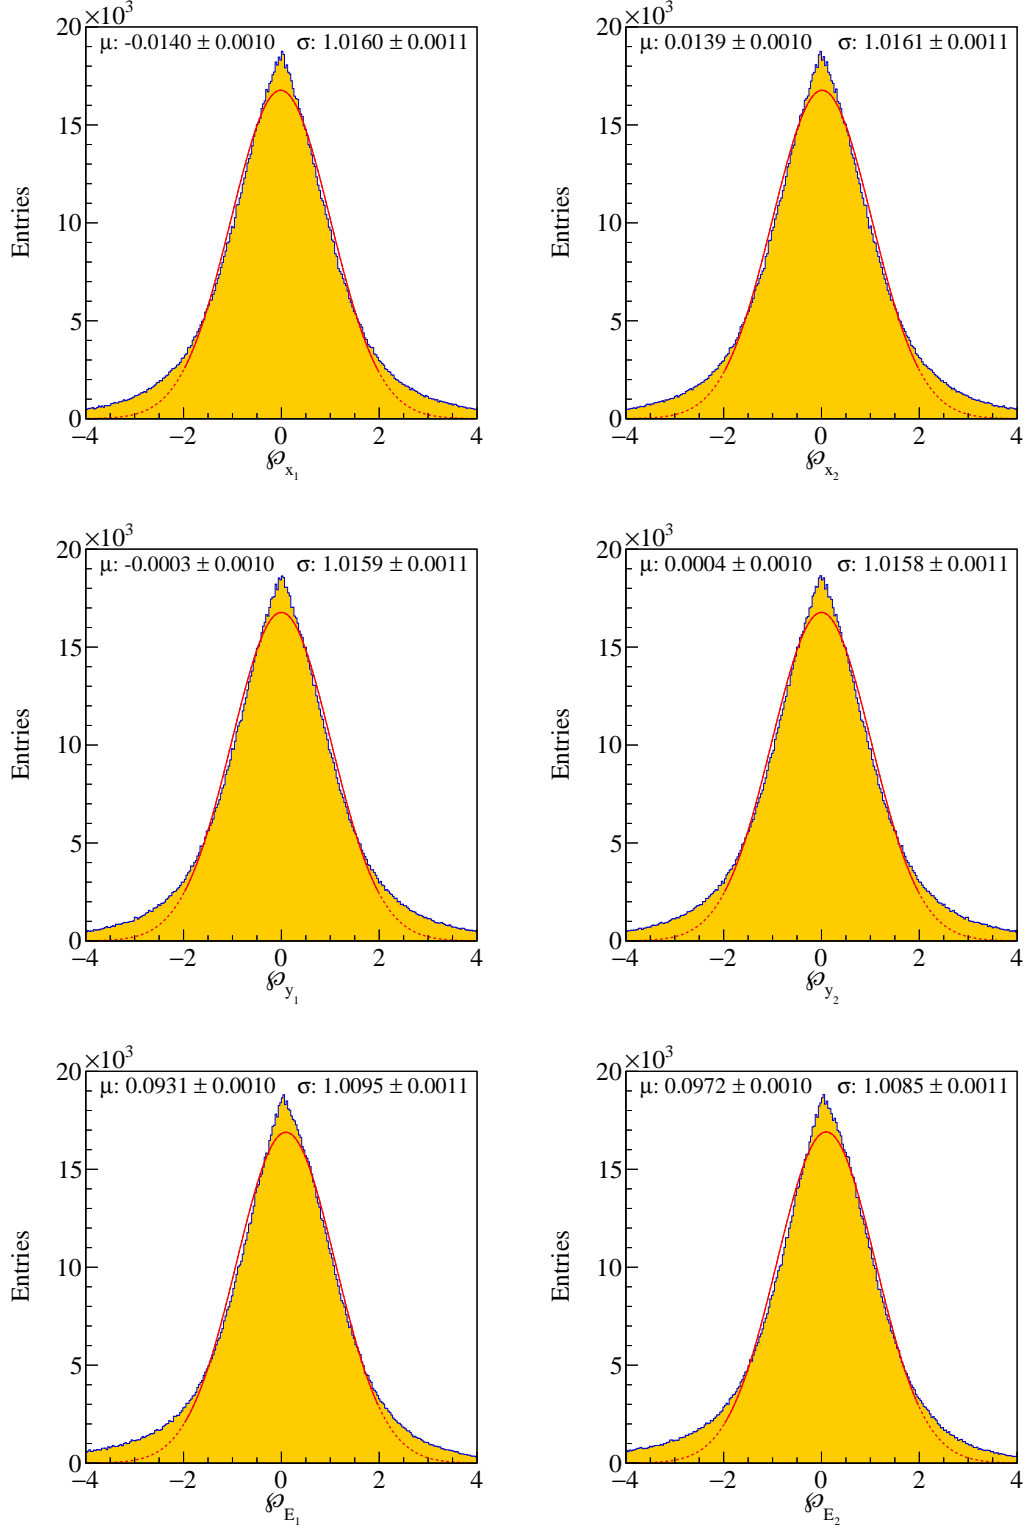 20 ×10³
μ: -0.0140 ± 0.0010 σ: 1.0160 ± 0.0011
15
10
5
0
Entries
−4 −2 0 2 4
℘x₁
20 ×10³
μ: 0.0139 ± 0.0010 σ: 1.0161 ± 0.0011
15
10
5
0
Entries
−4 −2 0 2 4
℘x₂
20 ×10³
μ: -0.0003 ± 0.0010 σ: 1.0159 ± 0.0011
15
10
5
0
Entries
−4 −2 0 2 4
℘y₁
20 ×10³
μ: 0.0004 ± 0.0010 σ: 1.0158 ± 0.0011
15
10
5
0
Entries
−4 −2 0 2 4
℘y₂
20 ×10³
μ: 0.0931 ± 0.0010 σ: 1.0095 ± 0.0011
15
10
5
0
Entries
−4 −2 0 2 4
℘E₁
20 ×10³
μ: 0.0972 ± 0.0010 σ: 1.0085 ± 0.0011
15
10
5
0
Entries
−4 −2 0 2 4
℘E₂